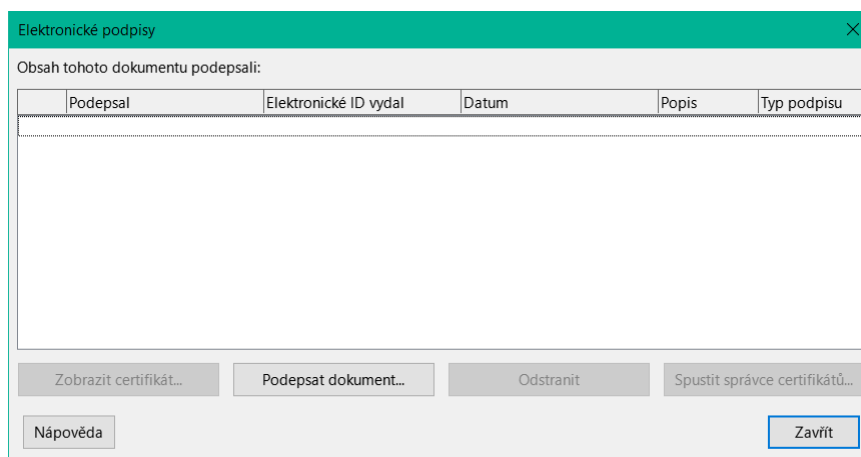 Elektronické podpisy
Obsah tohoto dokumentu podepsali:
Podepsal Elektronické ID vydal Datum Popis Typ podpisu
Zobrazit certifikát... Podepsat dokument... Odstranit Spustit správce certifikátů...
Nápověda Zavřít